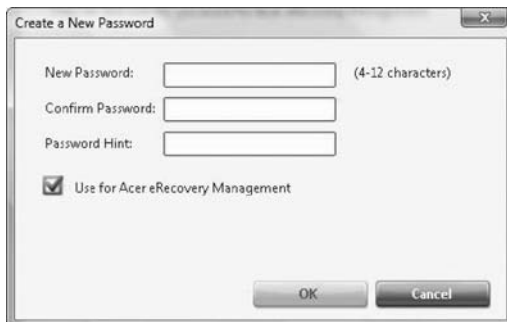 Create a New Password
New Password: (4-12 characters)
Confirm Password:
Password Hint:
Use for Acer eRecovery Management
OK Cancel